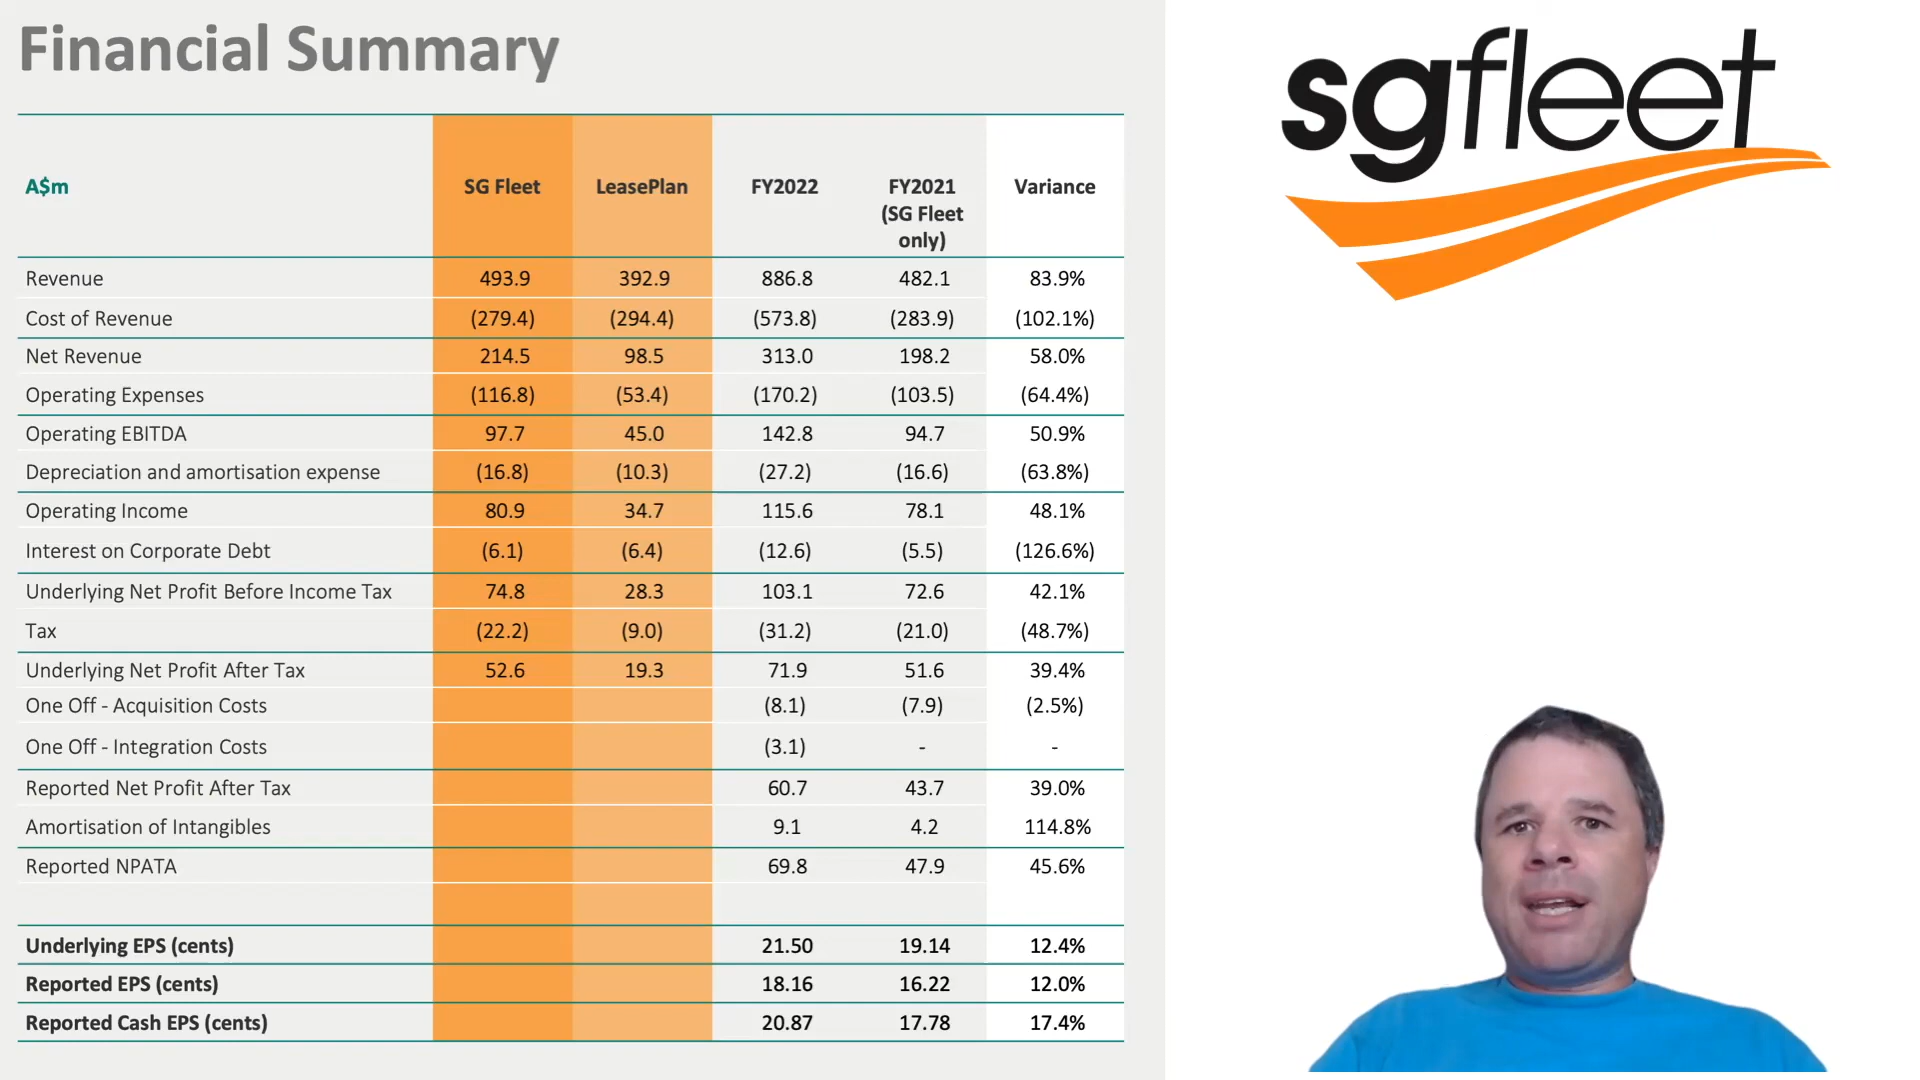 Financial Summary
sgfleet
A$m SG Fleet LeasePlan FY2022 FY2021 (SG Fleet only) Variance
Revenue 493.9 392.9 886.8 482.1 83.9%
Cost of Revenue (279.4) (294.4) (573.8) (283.9) (102.1%)
Net Revenue 214.5 98.5 313.0 198.2 58.0%
Operating Expenses (116.8) (53.4) (170.2) (103.5) (64.4%)
Operating EBITDA 97.7 45.0 142.8 94.7 50.9%
Depreciation and amortisation expense (16.8) (10.3) (27.2) (16.6) (63.8%)
Operating Income 80.9 34.7 115.6 78.1 48.1%
Interest on Corporate Debt (6.1) (6.4) (12.6) (5.5) (126.6%)
Underlying Net Profit Before Income Tax 74.8 28.3 103.1 72.6 42.1%
Tax (22.2) (9.0) (31.2) (21.0) (48.7%)
Underlying Net Profit After Tax 52.6 19.3 71.9 51.6 39.4%
One Off - Acquisition Costs (8.1) (7.9) (2.5%)
One Off - Integration Costs (3.1) - -
Reported Net Profit After Tax 60.7 43.7 39.0%
Amortisation of Intangibles 9.1 4.2 114.8%
Reported NPATA 69.8 47.9 45.6%
Underlying EPS (cents) 21.50 19.14 12.4%
Reported EPS (cents) 18.16 16.22 12.0%
Reported Cash EPS (cents) 20.87 17.78 17.4%